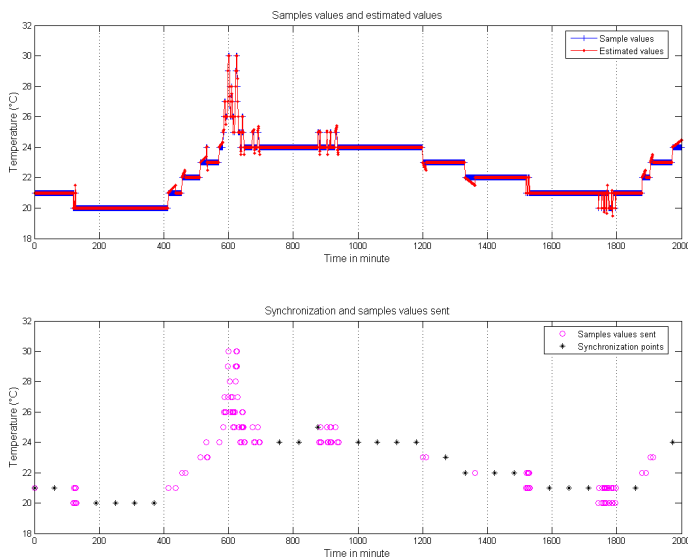 Samples values and estimated values
32
30
28
26
24
22
20
18
Temperature (°C)
Sample values
Estimated values
0 200 400 600 800 1000 1200 1400 1600 1800 2000
Time in minute
Synchronization and samples values sent
32
30
28
26
24
22
20
18
Temperature (°C)
Samples values sent
Synchronization points
0 200 400 600 800 1000 1200 1400 1600 1800 2000
Time in minute